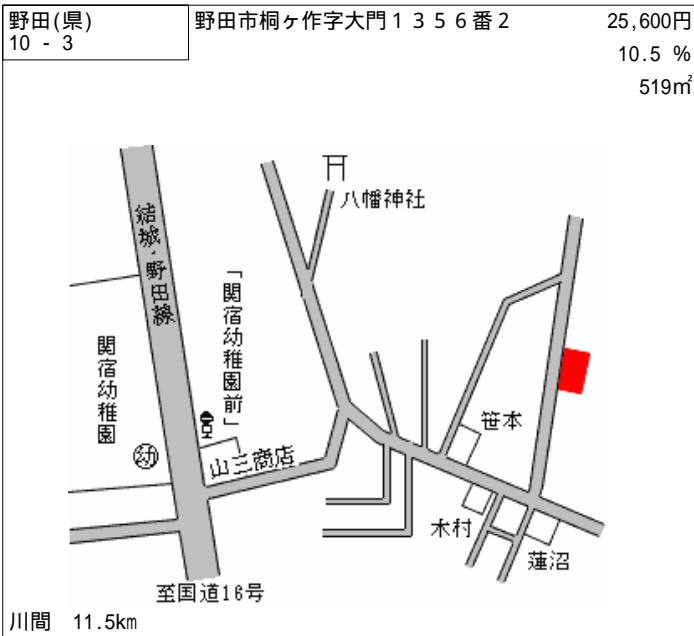 野田(県)
10 - 3
野田市桐ヶ作字大門１３５６番２
25,600円
10.5 %
519㎡
八幡神社
結城・野田線
「関宿幼稚園前」
関宿幼稚園
幼
山三商店
笹本
木村
蓮沼
至国道16号
川間 11.5km